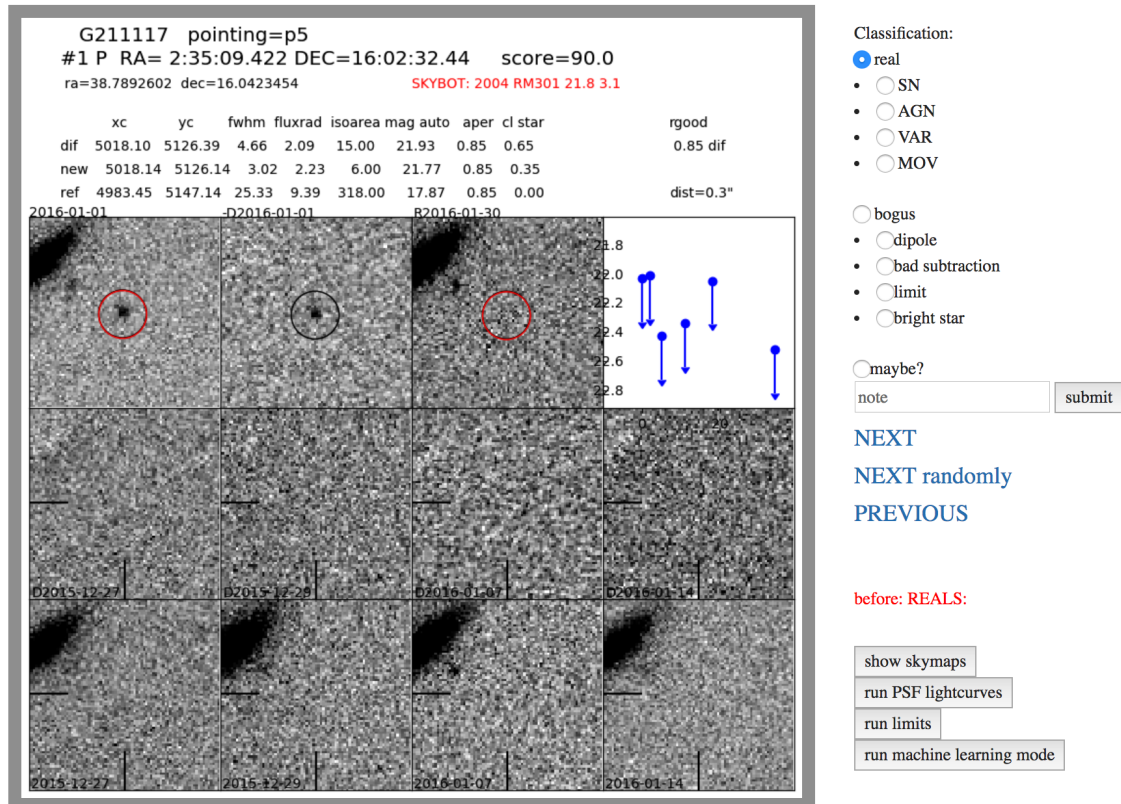 G211117 pointing=p5
#1 P RA= 2:35:09.422 DEC=16:02:32.44 score=90.0
ra=38.7892602 dec=16.0423454 SKYBOT: 2004 RM301 21.8 3.1
xc yc fwhm fluxrad isoarea mag auto aper cl star rgood
dif 5018.10 5126.39 4.66 2.09 15.00 21.93 0.85 0.65 0.85 dif
new 5018.14 5126.14 3.02 2.23 6.00 21.77 0.85 0.35
ref 4983.45 5147.14 25.33 9.39 318.00 17.87 0.85 0.00 dist=0.3"
2016-01-01 -D2016-01-01 R2016-01-30
21.8
22.0
22.2
22.4
22.6
22.8
0 20
D2015-12-27 D2015-12-29 D2016-01-07 D2016-01-14
2015-12-27 2015-12-29 2016-01-07 2016-01-14
Classification:
real
SN
AGN
VAR
MOV
bogus
dipole
bad subtraction
limit
bright star
maybe?
note submit
NEXT
NEXT randomly
PREVIOUS
before: REALS:
show skymaps
run PSF lightcurves
run limits
run machine learning mode